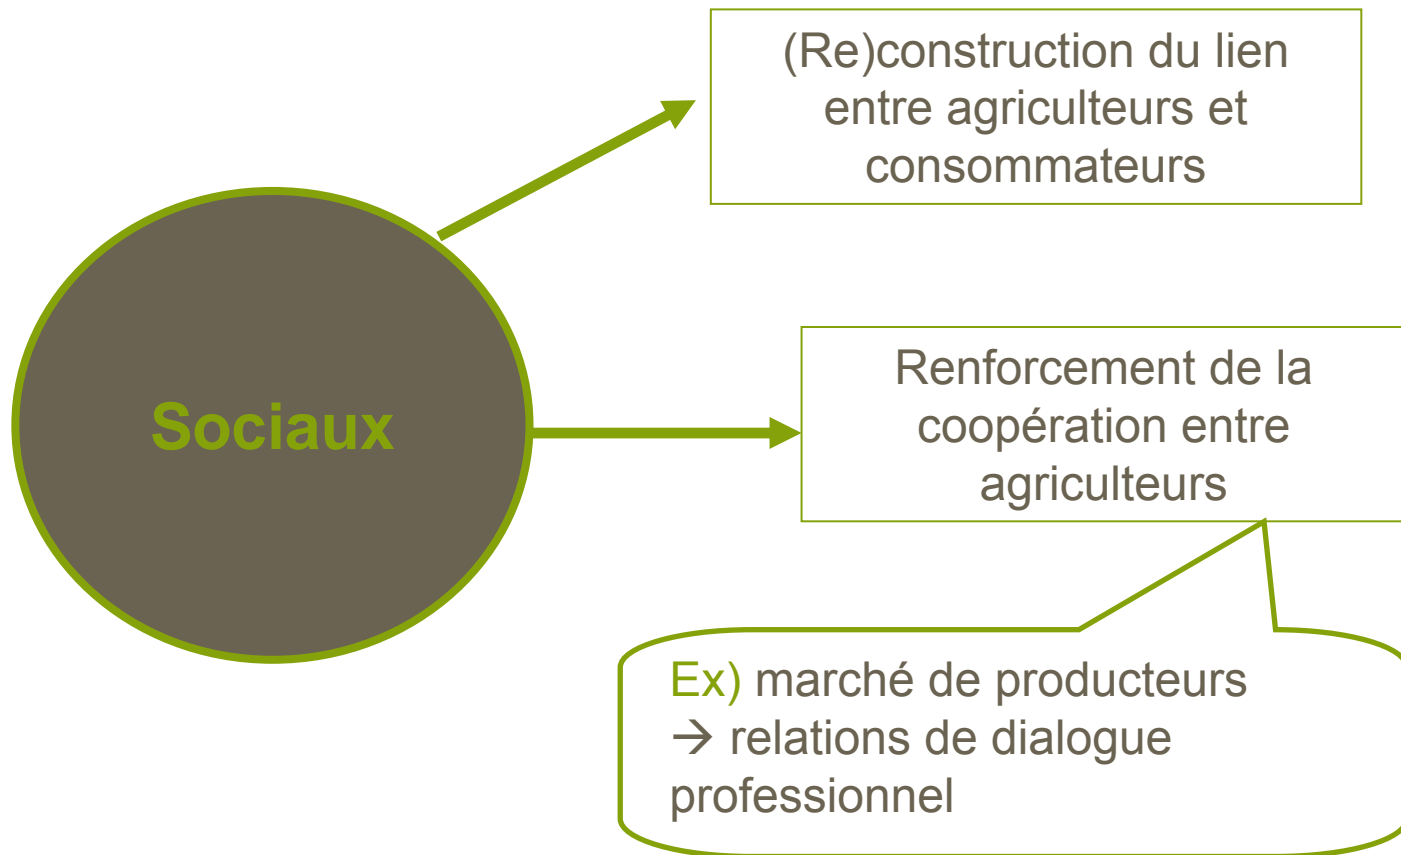 (Re)construction du lien
entre agriculteurs et
consommateurs
Sociaux
Renforcement de la
coopération entre
agriculteurs
Ex) marché de producteurs
→ relations de dialogue
professionnel